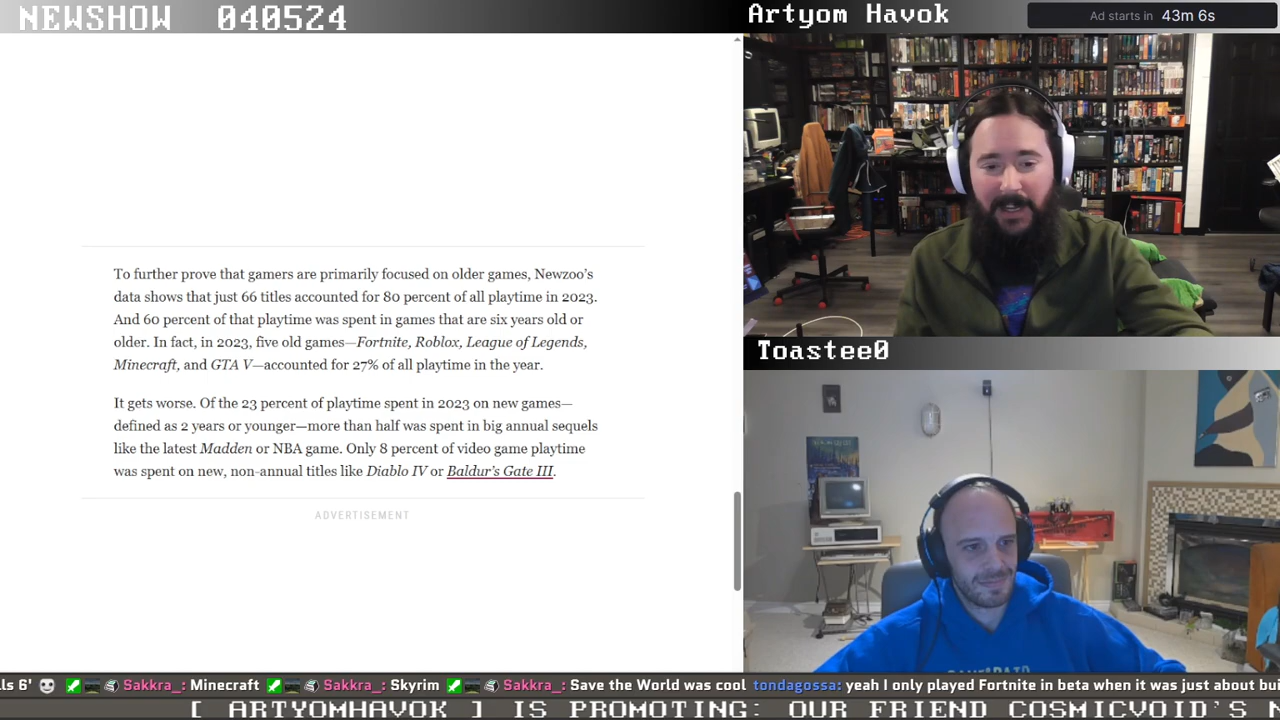 NEWSHOW 040524
Artyom Havok
Ad starts in 43m 6s
To further prove that gamers are primarily focused on older games, Newzoo's
data shows that just 66 titles accounted for 80 percent of all playtime in 2023.
And 60 percent of that playtime was spent in games that are six years old or
older. In fact, in 2023, five old games—Fortnite, Roblox, League of Legends,
Minecraft, and GTA V—accounted for 27% of all playtime in the year.
It gets worse. Of the 23 percent of playtime spent in 2023 on new games—
defined as 2 years or younger—more than half was spent in big annual sequels
like the latest Madden or NBA game. Only 8 percent of video game playtime
was spent on new, non-annual titles like Diablo IV or Baldur's Gate III.
ADVERTISEMENT
Toastee0
ls 6' Sakkra_: Minecraft Sakkra_: Skyrim Sakkra_: Save the World was cool tondagossa: yeah I only played Fortnite in beta when it was just about bui
[ ARTYOMHAVOK ] IS PROMOTING: OUR FRIEND COSMICVOID'S